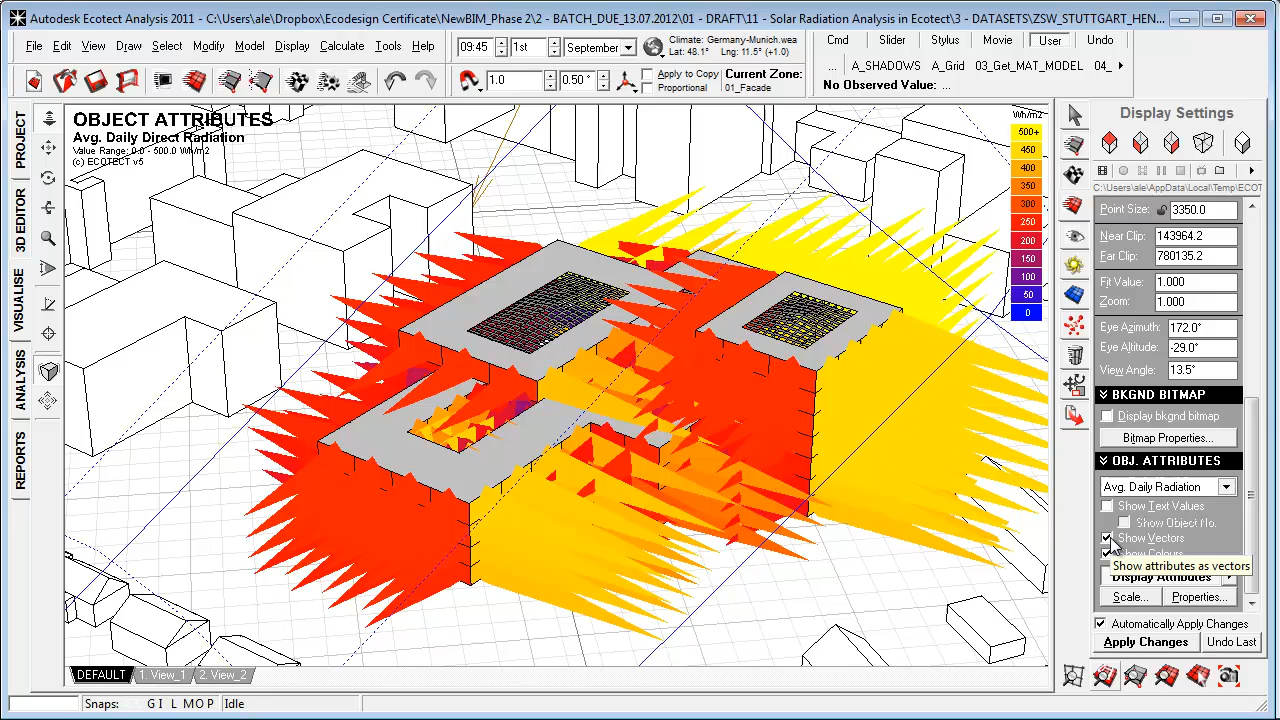 Autodesk Ecotect Analysis 2011 - C:\Users\ale\Dropbox\Ecodesign Certificate\NewBIM_Phase 2\2 - BATCH_DUE_13.07.2012\01 - DRAFT\11 - Solar Radiation Analysis in Ecotect\3 - DATASETS\ZSW_STUTTGART_HEN...
File Edit View Draw Select Modify Model Display Calculate Tools Help
09:45 1st September
Climate: Germany-Munich.wea
Lat: 48.1° Lng: 11.5° (+1.0)
Cmd Slider Stylus Movie User Undo
... A_SHADOWS A_Grid 03_Get_MAT_MODEL 04_
No Observed Value: ...
1.0 0.50°
Apply to Copy
Proportional
Current Zone:
01_Facade
PROJECT
3D EDITOR
VISUALISE
ANALYSIS
REPORTS
OBJECT ATTRIBUTES
Avg. Daily Direct Radiation
Value Range: 0.0 - 500.0 Wh/m2
(c) ECOTECT v5
Wh/m2
500+
450
400
350
300
250
200
150
100
50
0
Display Settings
C:\Users\ale\AppData\Local\Temp\ECOT
Point Size: 3350.0
Near Clip: 143964.2
Far Clip: 780135.2
Fit Value: 1.000
Zoom: 1.000
Eye Azimuth: 172.0°
Eye Altitude: -29.0°
View Angle: 13.5°
BKGND BITMAP
Display bkgnd bitmap
Bitmap Properties...
OBJ. ATTRIBUTES
Avg. Daily Radiation
Show Text Values
Show Object No.
Show Vectors
Show Colours
Show attributes as vectors
Display Attributes
Scale... Properties...
Automatically Apply Changes
Apply Changes Undo Last
DEFAULT 1. View_1 2. View_2
Snaps: G I L M O P Idle